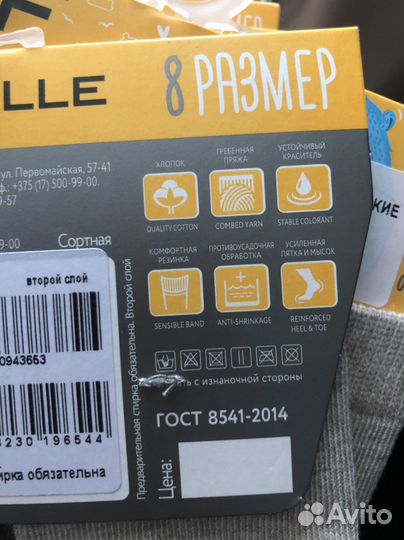 LLE 8 РАЗМЕР
МЕР
ул. Первомайская, 57-41
ф.: +375 (17) 500-99-00.
9-57
9-00
Сортная
ХЛОПОК
QUALITY COTTON
ГРЕБЕННАЯ
ПРЯЖА
COMBED YARN
УСТОЙЧИВЫЙ
КРАСИТЕЛЬ
STABLE COLORANT
КОМФОРТНАЯ
РЕЗИНКА
SENSIBLE BAND
ПРОТИВОУСАДОЧНАЯ
ОБРАБОТКА
ANTI-SHRINKAGE
УСИЛЕННАЯ
ПЯТКА И МЫСОК
REINFORCED
HEEL & TOE
с изнаночной стороны
ГОСТ 8541-2014
Цена:
Предварительная стирка обязательна. Второй слой
второй слой
0943653
3230 196544
ирка обязательна
КИЕ
Avito